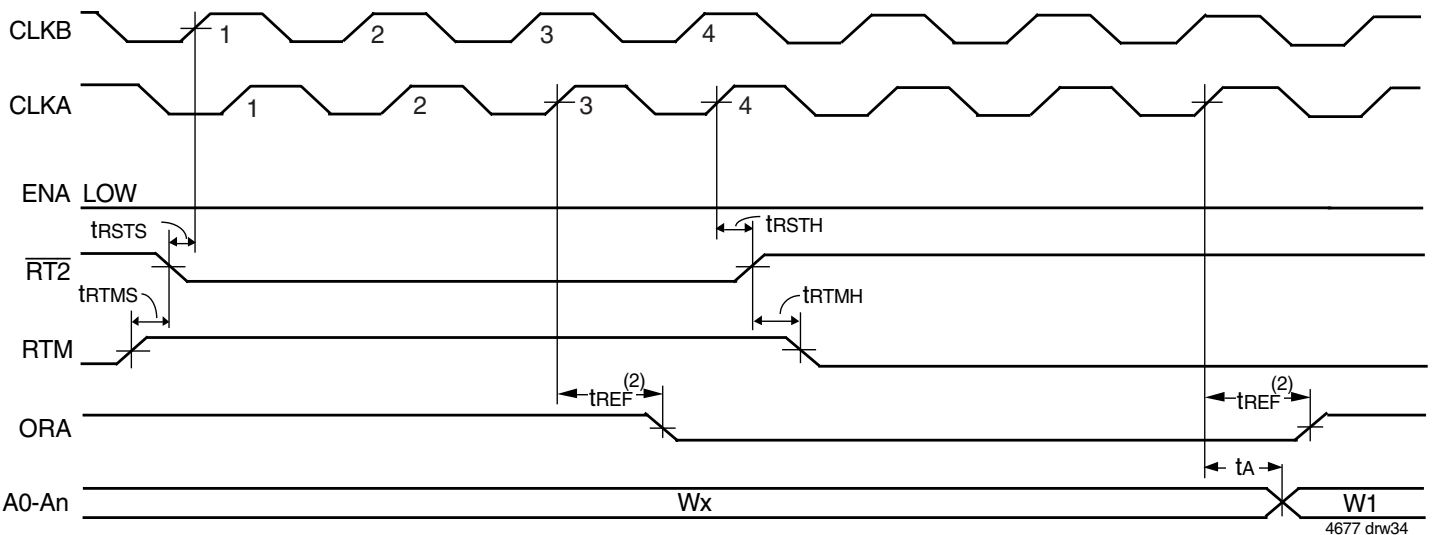 CLKB 1 2 3 4
CLKA 1 2 3 4
ENA LOW
tRSTS tRSTH
RT2
tRTMS tRTMH
RTM
tREF(2) tREF(2)
ORA
tA
A0-An Wx W1
4677 drw34